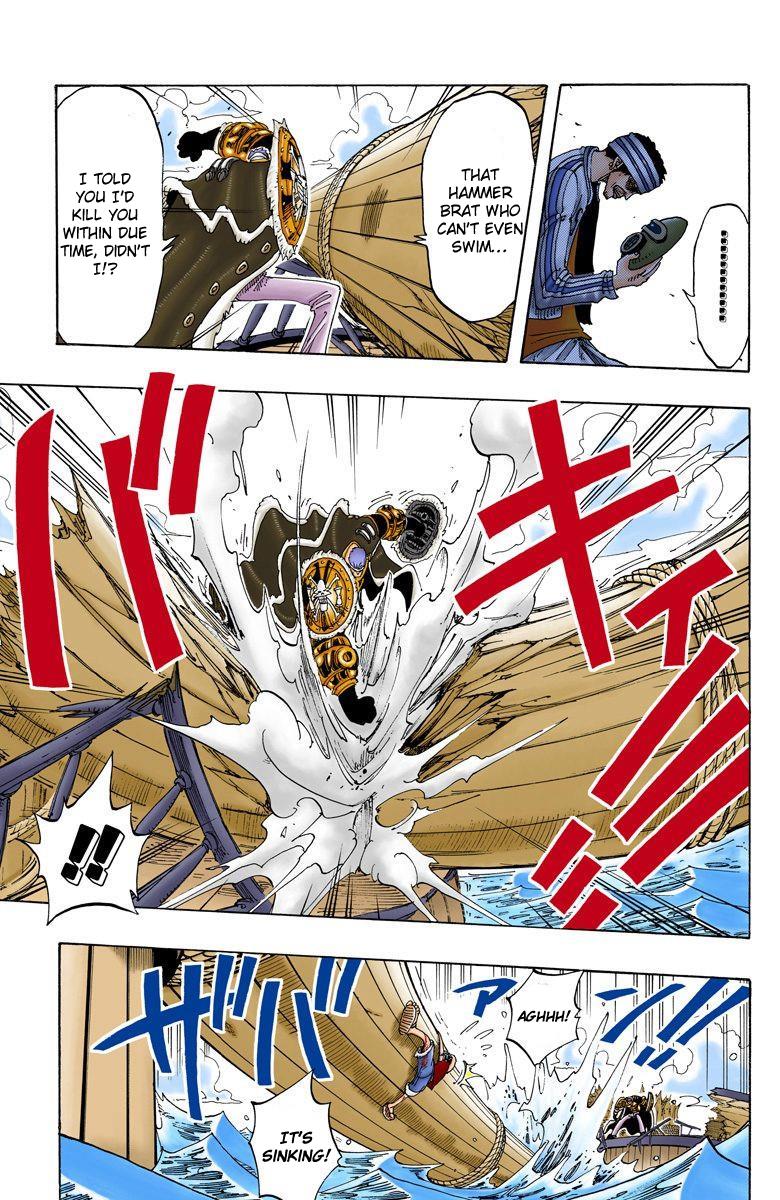 !!!!!!!!!!
THAT
HAMMER
BRAT WHO
CAN'T EVEN
SWIM...
I TOLD
YOU I'D
KILL YOU
WITHIN DUE
TIME, DIDN'T
I!?
バキィッ!!
!!
ザバアン!!
AGHHH!
IT'S
SINKING!